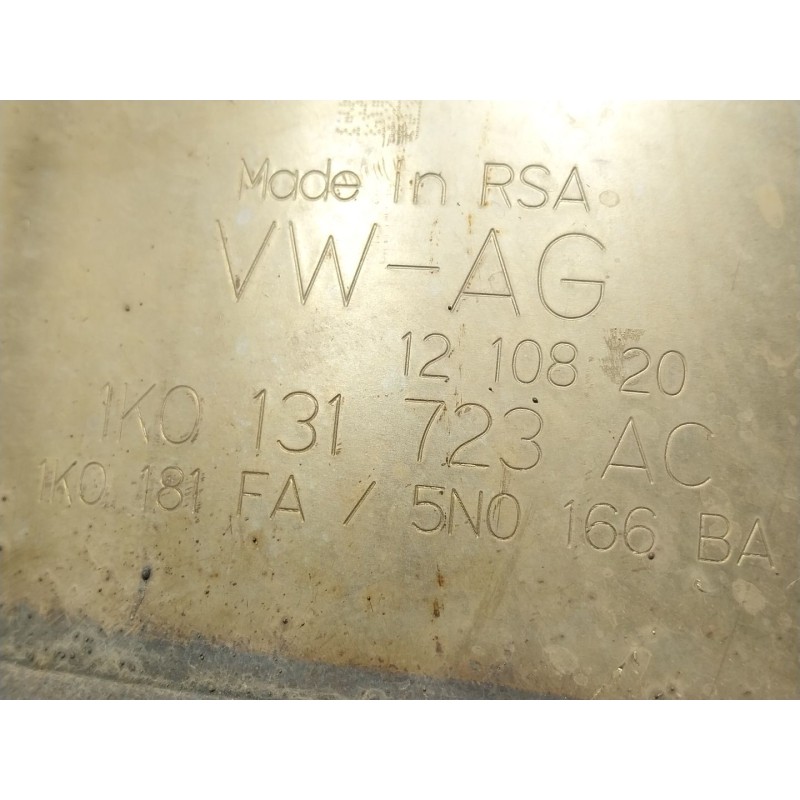 Made in RSA
VW-AG
12 108 20
1K0 131 723 AC
1K0 181 FA / 5N0 166 BA